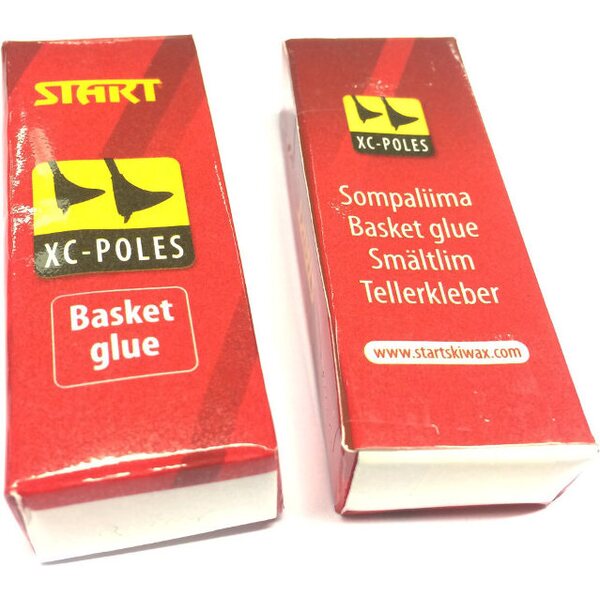 START
XC-POLES
Basket
glue
XC-POLES
Sompaliima
Basket glue
Smältlim
Tellerkleber
www.startskiwax.com